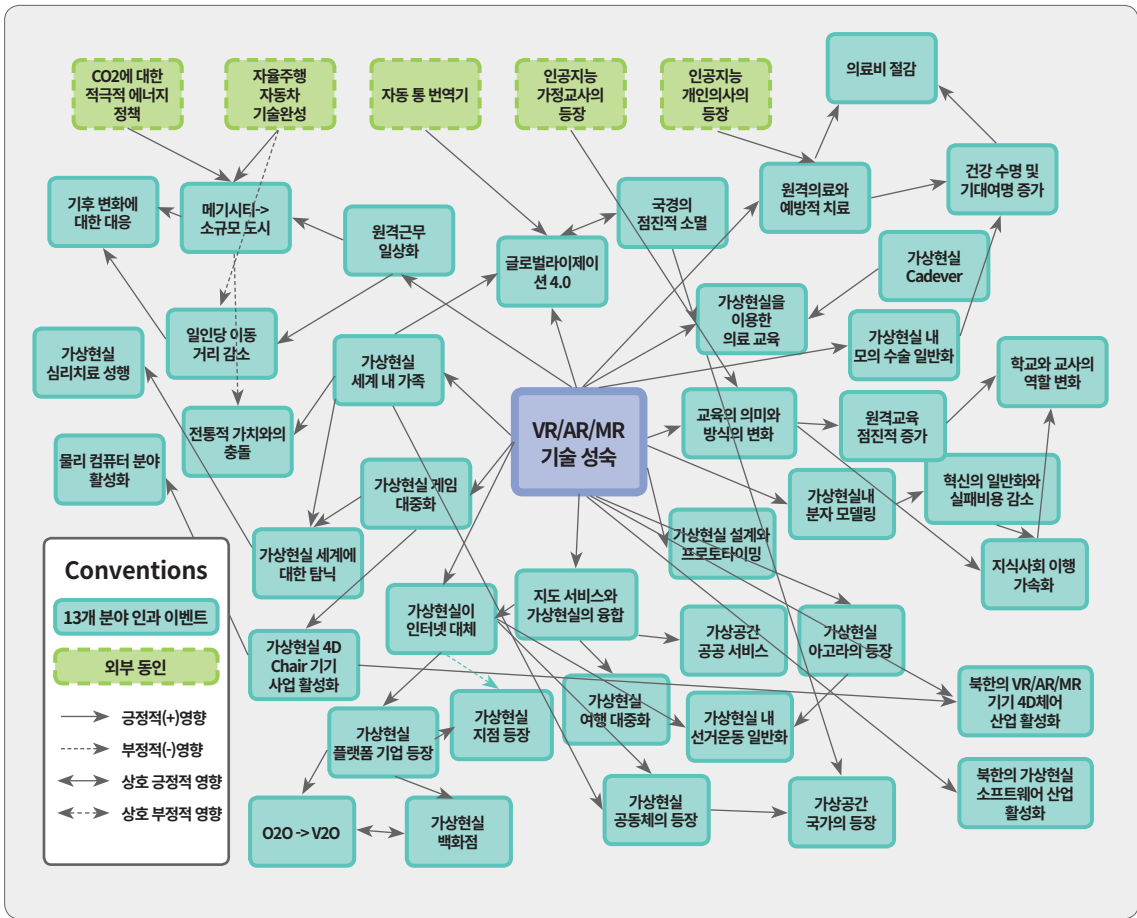 CO2에 대한
적극적 에너지
정책
자율주행
자동차
기술완성
자동 통 번역기
인공지능
가정교사의
등장
인공지능
개인의사의
등장
의료비 절감
기후 변화에
대한 대응
메기시티->
소규모 도시
원격근무
일상화
국경의
점진적 소멸
원격의료와
예방적 치료
건강 수명 및
기대여명 증가
글로벌라이제이
션 4.0
가상현실
Cadever
가상현실을
이용한
의료 교육
일인당 이동
거리 감소
가상현실
심리치료 성행
가상현실
세계 내 가족
가상현실 내
모의 수술 일반화
학교와 교사의
역할 변화
VR/AR/MR
기술 성숙
전통적 가치와의
충돌
교육의 의미와
방식의 변화
원격교육
점진적 증가
물리 컴퓨터 분야
활성화
가상현실 게임
대중화
가상현실내
분자 모델링
혁신의 일반화와
실패비용 감소
가상현실 설계와
프로토타이밍
가상현실 세계에
대한 탐닉
지식사회 이행
가속화
Conventions
13개 분야 인과 이벤트
외부 동인
긍정적(+)영향
부정적(-)영향
상호 긍정적 영향
상호 부정적 영향
가상현실이
인터넷 대체
지도 서비스와
가상현실의 융합
가상공간
공공 서비스
가상현실
아고라의 등장
가상현실 4D
Chair 기기
사업 활성화
북한의 VR/AR/MR
기기 4D체어
산업 활성화
가상현실
플랫폼 기업 등장
가상현실
지점 등장
가상현실
여행 대중화
가상현실 내
선거운동 일반화
북한의 가상현실
소프트웨어 산업
활성화
O2O -> V2O
가상현실
백화점
가상현실
공동체의 등장
가상공간
국가의 등장